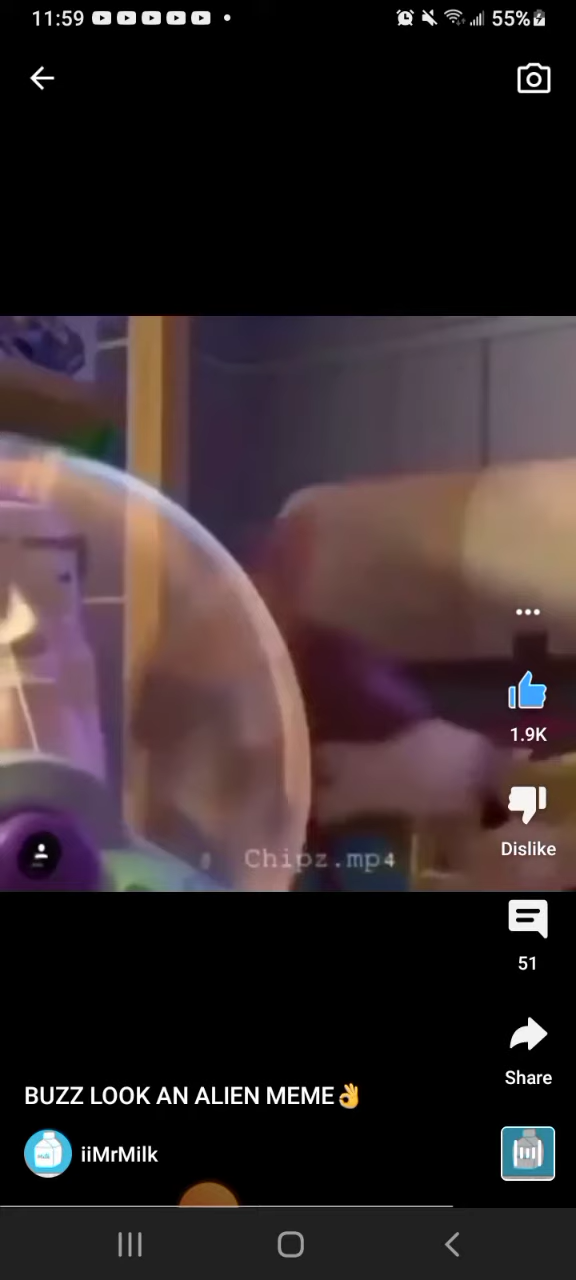 11:59
55%
Chipz.mp4
1.9K
Dislike
51
Share
BUZZ LOOK AN ALIEN MEME👌
iiMrMilk